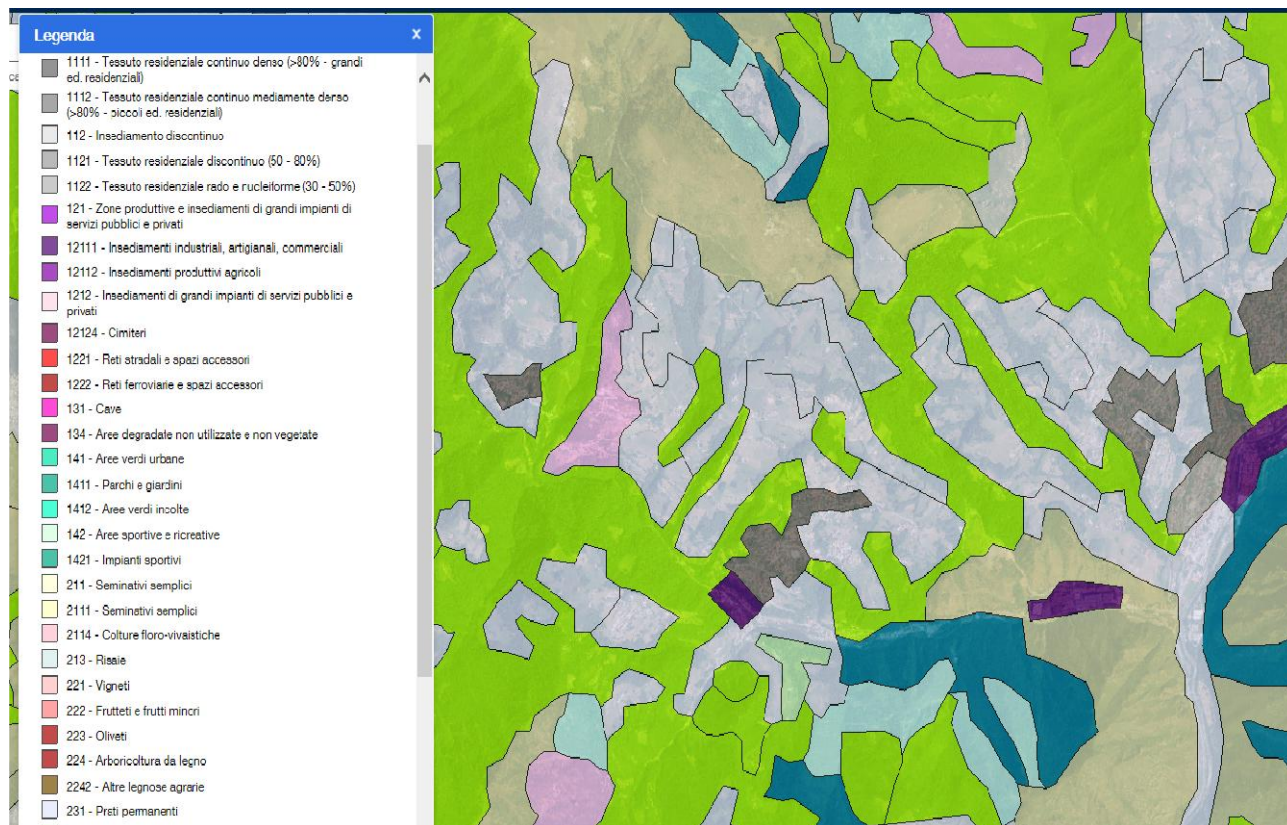 Legenda x
1111 - Tessuto residenziale continuo denso (>80% - grandi
ed. residenziali)
1112 - Tessuto residenziale continuo mediamente denso
(>80% - piccoli ed. residenziali)
112 - Insediamento discontinuo
1121 - Tessuto residenziale discontinuo (50 - 80%)
1122 - Tessuto residenziale rado e nucleiforme (30 - 50%)
121 - Zone produttive e insediamenti di grandi impianti di
servizi pubblici e privati
12111 - Insediamenti industriali, artigianali, commerciali
12112 - Insediamenti produttivi agricoli
1212 - Insediamenti di grandi impianti di servizi pubblici e
privati
12124 - Cimiteri
1221 - Reti stradali e spazi accessori
1222 - Reti ferroviarie e spazi accessori
131 - Cave
134 - Aree degradate non utilizzate e non vegetate
141 - Aree verdi urbane
1411 - Parchi e giardini
1412 - Aree verdi incolte
142 - Aree sportive e ricreative
1421 - Impianti sportivi
211 - Seminativi semplici
2111 - Seminativi semplici
2114 - Colture floro-vivaistiche
213 - Risaie
221 - Vigneti
222 - Frutteti e frutti minori
223 - Oliveti
224 - Arboricoltura da legno
2242 - Altre legnose agrarie
231 - Prati permanenti